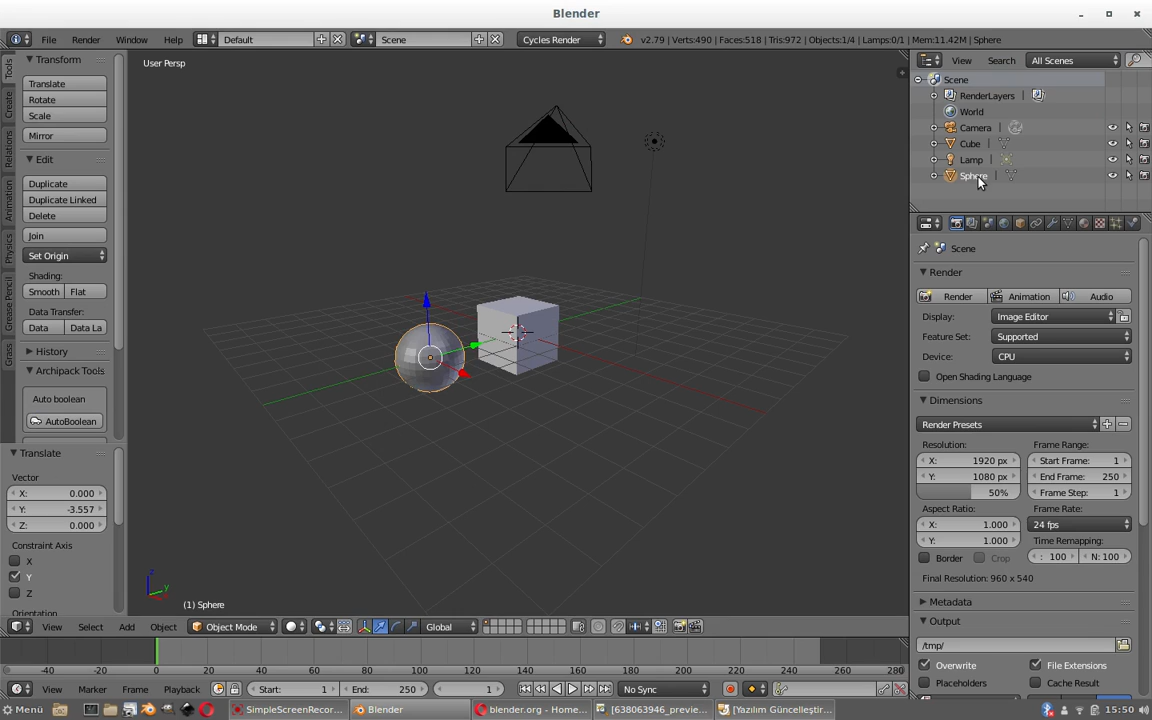 Blender
File Render Window Help Default Scene Cycles Render v2.79 | Verts:490 | Faces:518 | Tris:972 | Objects:1/4 | Lamps:0/1 | Mem:11.42M | Sphere
Tools
Create
Relations
Animation
Physics
Grease Pencil
Grass
Transform
Translate
Rotate
Scale
Mirror
Edit
Duplicate
Duplicate Linked
Delete
Join
Set Origin
Shading:
Smooth Flat
Data Transfer:
Data Data La
History
Archipack Tools
Auto boolean
AutoBoolean
Translate
Vector
X: 0.000
Y: -3.557
Z: 0.000
Constraint Axis
X
Y
Z
Orientation
User Persp
(1) Sphere
View Select Add Object Object Mode Global
-40 -20 0 20 40 60 80 100 120 140 160 180 200 220 240 260 280
View Marker Frame Playback Start: 1 End: 250 1 No Sync
View Search All Scenes
Scene
RenderLayers
World
Camera
Cube
Lamp
Sphere
Scene
Render
Render Animation Audio
Display: Image Editor
Feature Set: Supported
Device: CPU
Open Shading Language
Dimensions
Render Presets
Resolution: Frame Range:
X: 1920 px Start Frame: 1
Y: 1080 px End Frame: 250
50% Frame Step: 1
Aspect Ratio: Frame Rate:
X: 1.000 24 fps
Y: 1.000 Time Remapping:
Border Crop : 100 N: 100
Final Resolution: 960 x 540
Metadata
Output
/tmp/
Overwrite File Extensions
Placeholders Cache Result
Menü SimpleScreenRecor... Blender blender.org - Home... [638063946_previe... [Yazılım Güncelleştir... 15:50